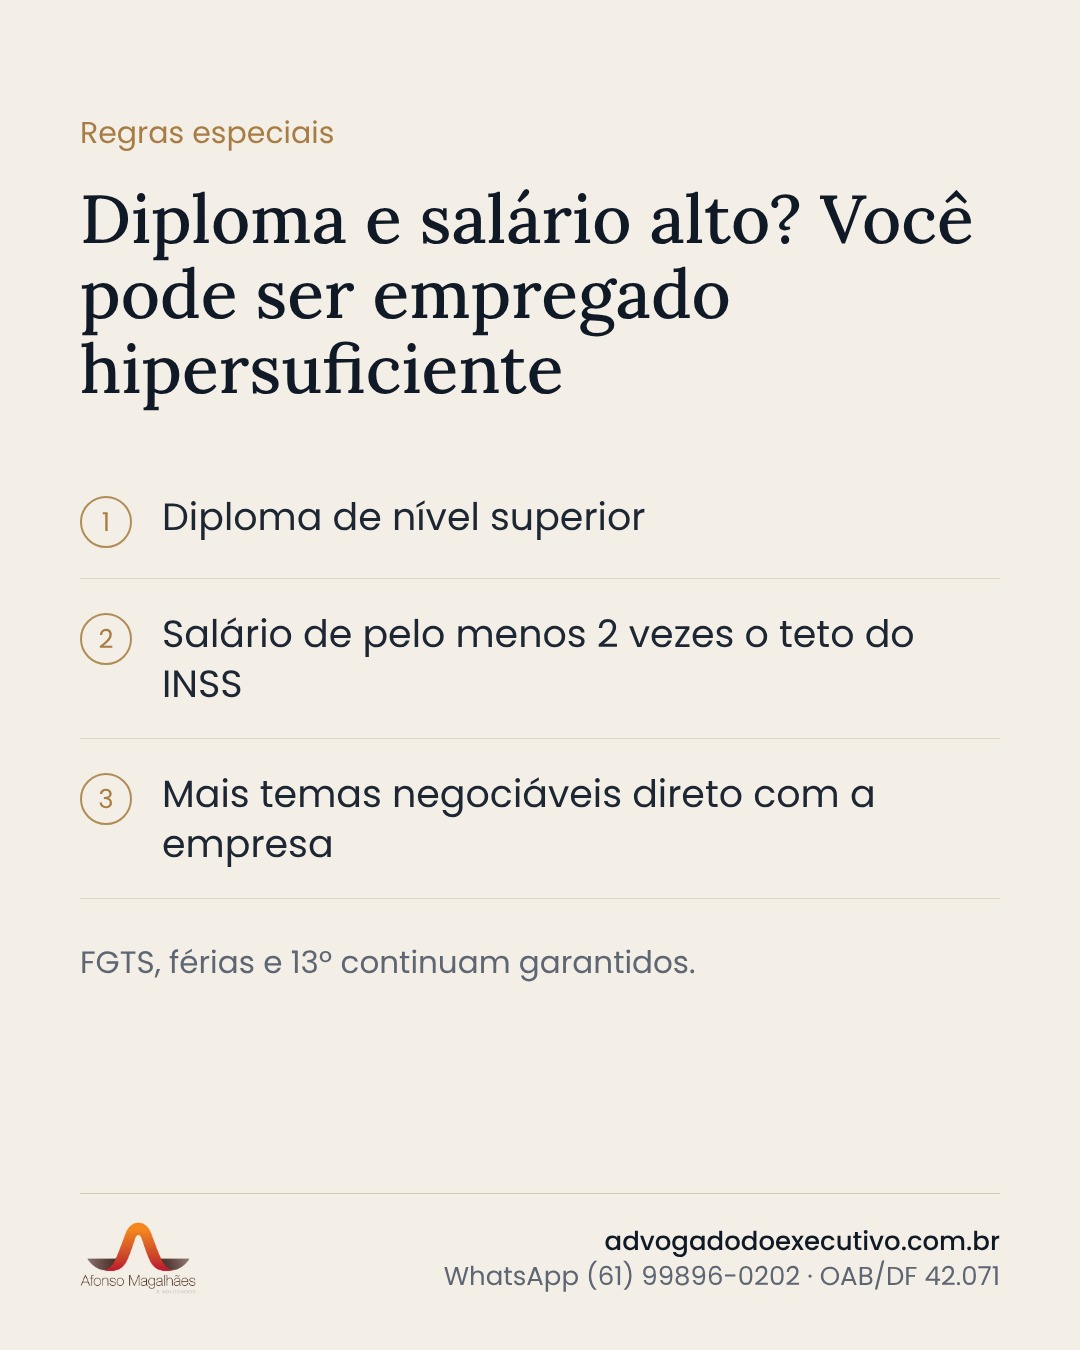 Regras especiais
Diploma e salário alto? Você
pode ser empregado
hipersuficiente
1 Diploma de nível superior
2 Salário de pelo menos 2 vezes o teto do
INSS
3 Mais temas negociáveis direto com a
empresa
FGTS, férias e 13º continuam garantidos.
Afonso Magalhães
advogadodoexecutivo.com.br
WhatsApp (61) 99896-0202 · OAB/DF 42.071